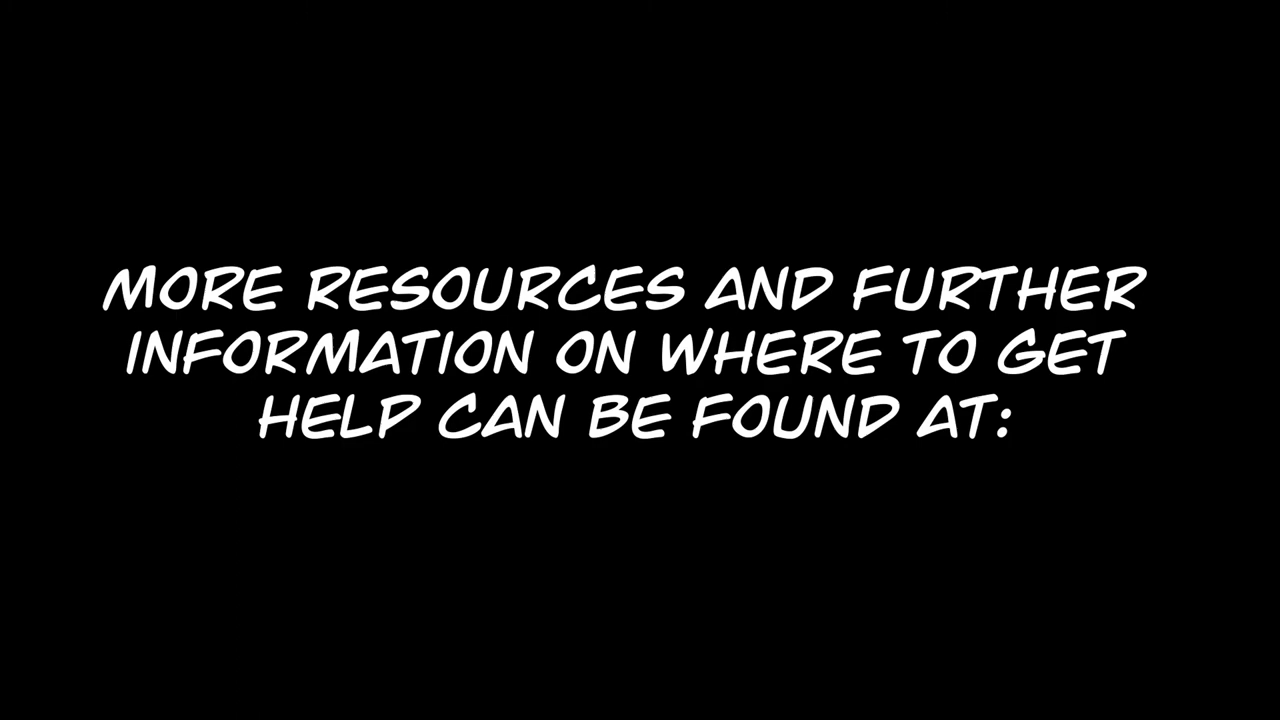 MORE RESOURCES AND FURTHER
INFORMATION ON WHERE TO GET
HELP CAN BE FOUND AT: